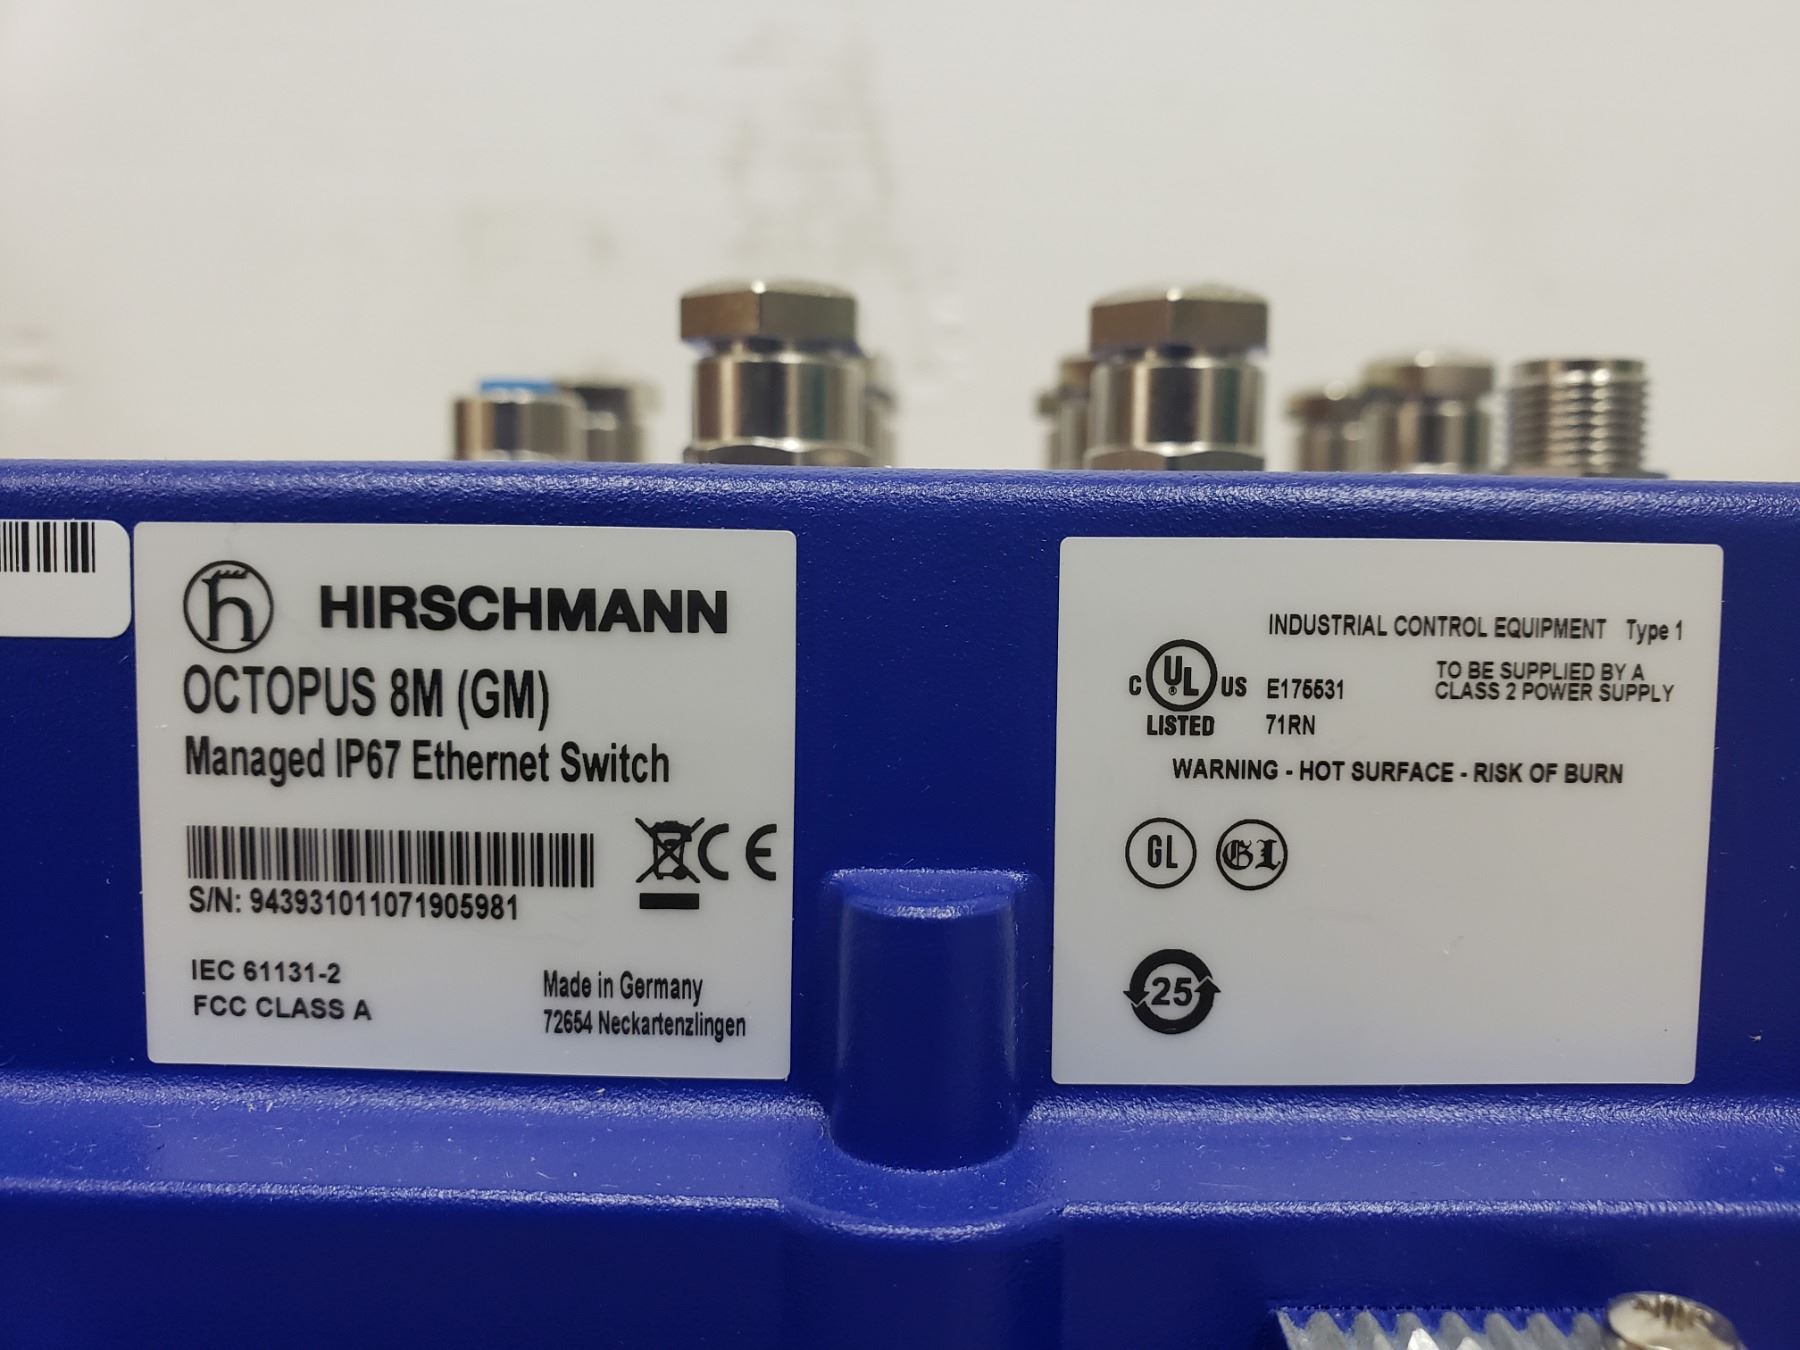 HIRSCHMANN
OCTOPUS 8M (GM)
Managed IP67 Ethernet Switch
CE
S/N: 943931011071905981
IEC 61131-2
FCC CLASS A
Made in Germany
72654 Neckartenzlingen
INDUSTRIAL CONTROL EQUIPMENT Type 1
C UL US E175531
LISTED 71RN
TO BE SUPPLIED BY A
CLASS 2 POWER SUPPLY
WARNING - HOT SURFACE - RISK OF BURN
GL GL
25